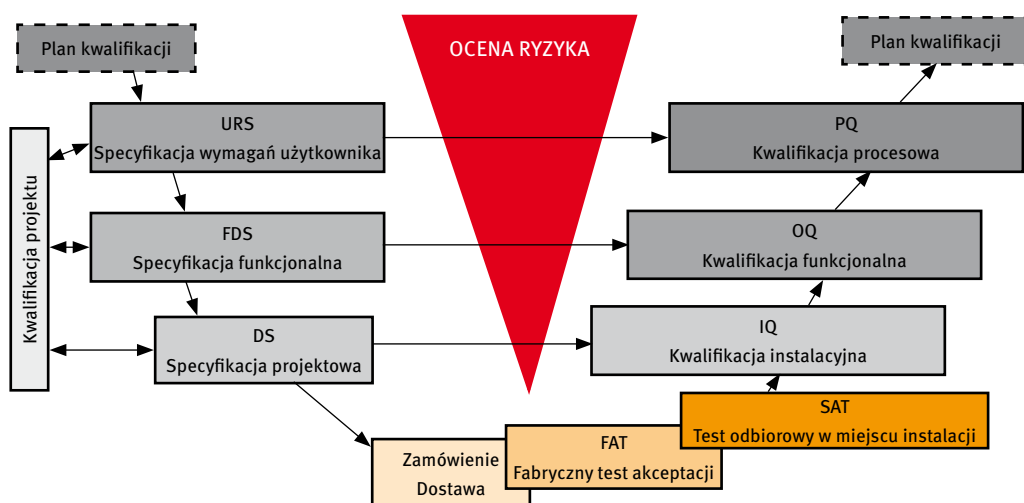 Plan kwalifikacji
OCENA RYZYKA
Plan kwalifikacji
URS
Specyfikacja wymagań użytkownika
PQ
Kwalifikacja procesowa
Kwalifikacja projektu
FDS
Specyfikacja funkcjonalna
OQ
Kwalifikacja funkcjonalna
DS
Specyfikacja projektowa
IQ
Kwalifikacja instalacyjna
SAT
Test odbiorowy w miejscu instalacji
FAT
Fabryczny test akceptacji
Zamówienie
Dostawa